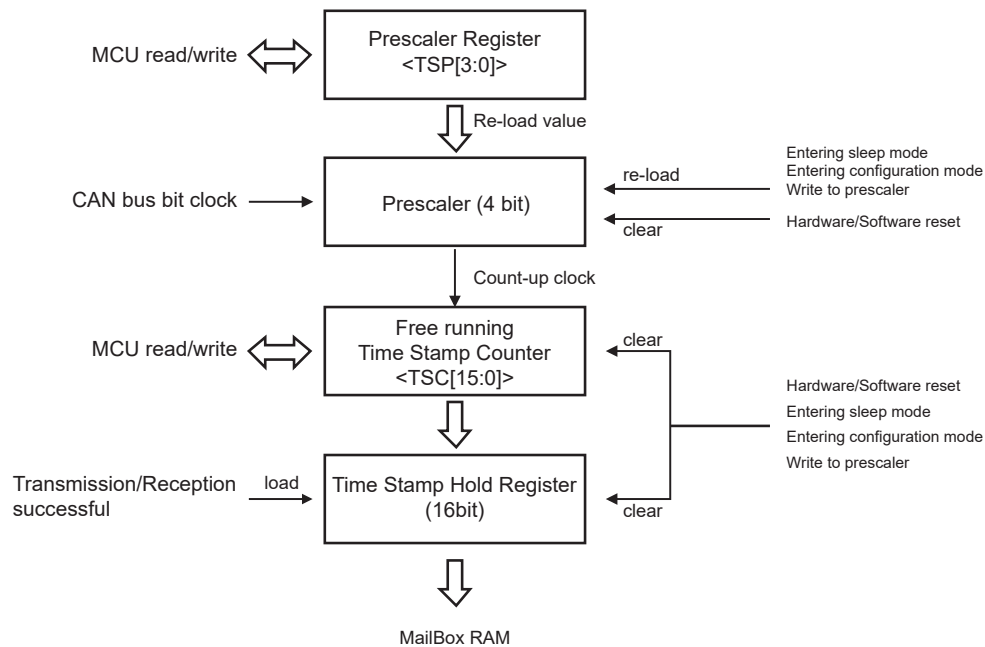 Prescaler Register
<TSP[3:0]>
MCU read/write
Re-load value
Prescaler (4 bit)
CAN bus bit clock
re-load
Entering sleep mode
Entering configuration mode
Write to prescaler
clear
Hardware/Software reset
Count-up clock
Free running
Time Stamp Counter
<TSC[15:0]>
MCU read/write
clear
Hardware/Software reset
Entering sleep mode
Entering configuration mode
Write to prescaler
Transmission/Reception
successful
load
Time Stamp Hold Register
(16bit)
clear
MailBox RAM